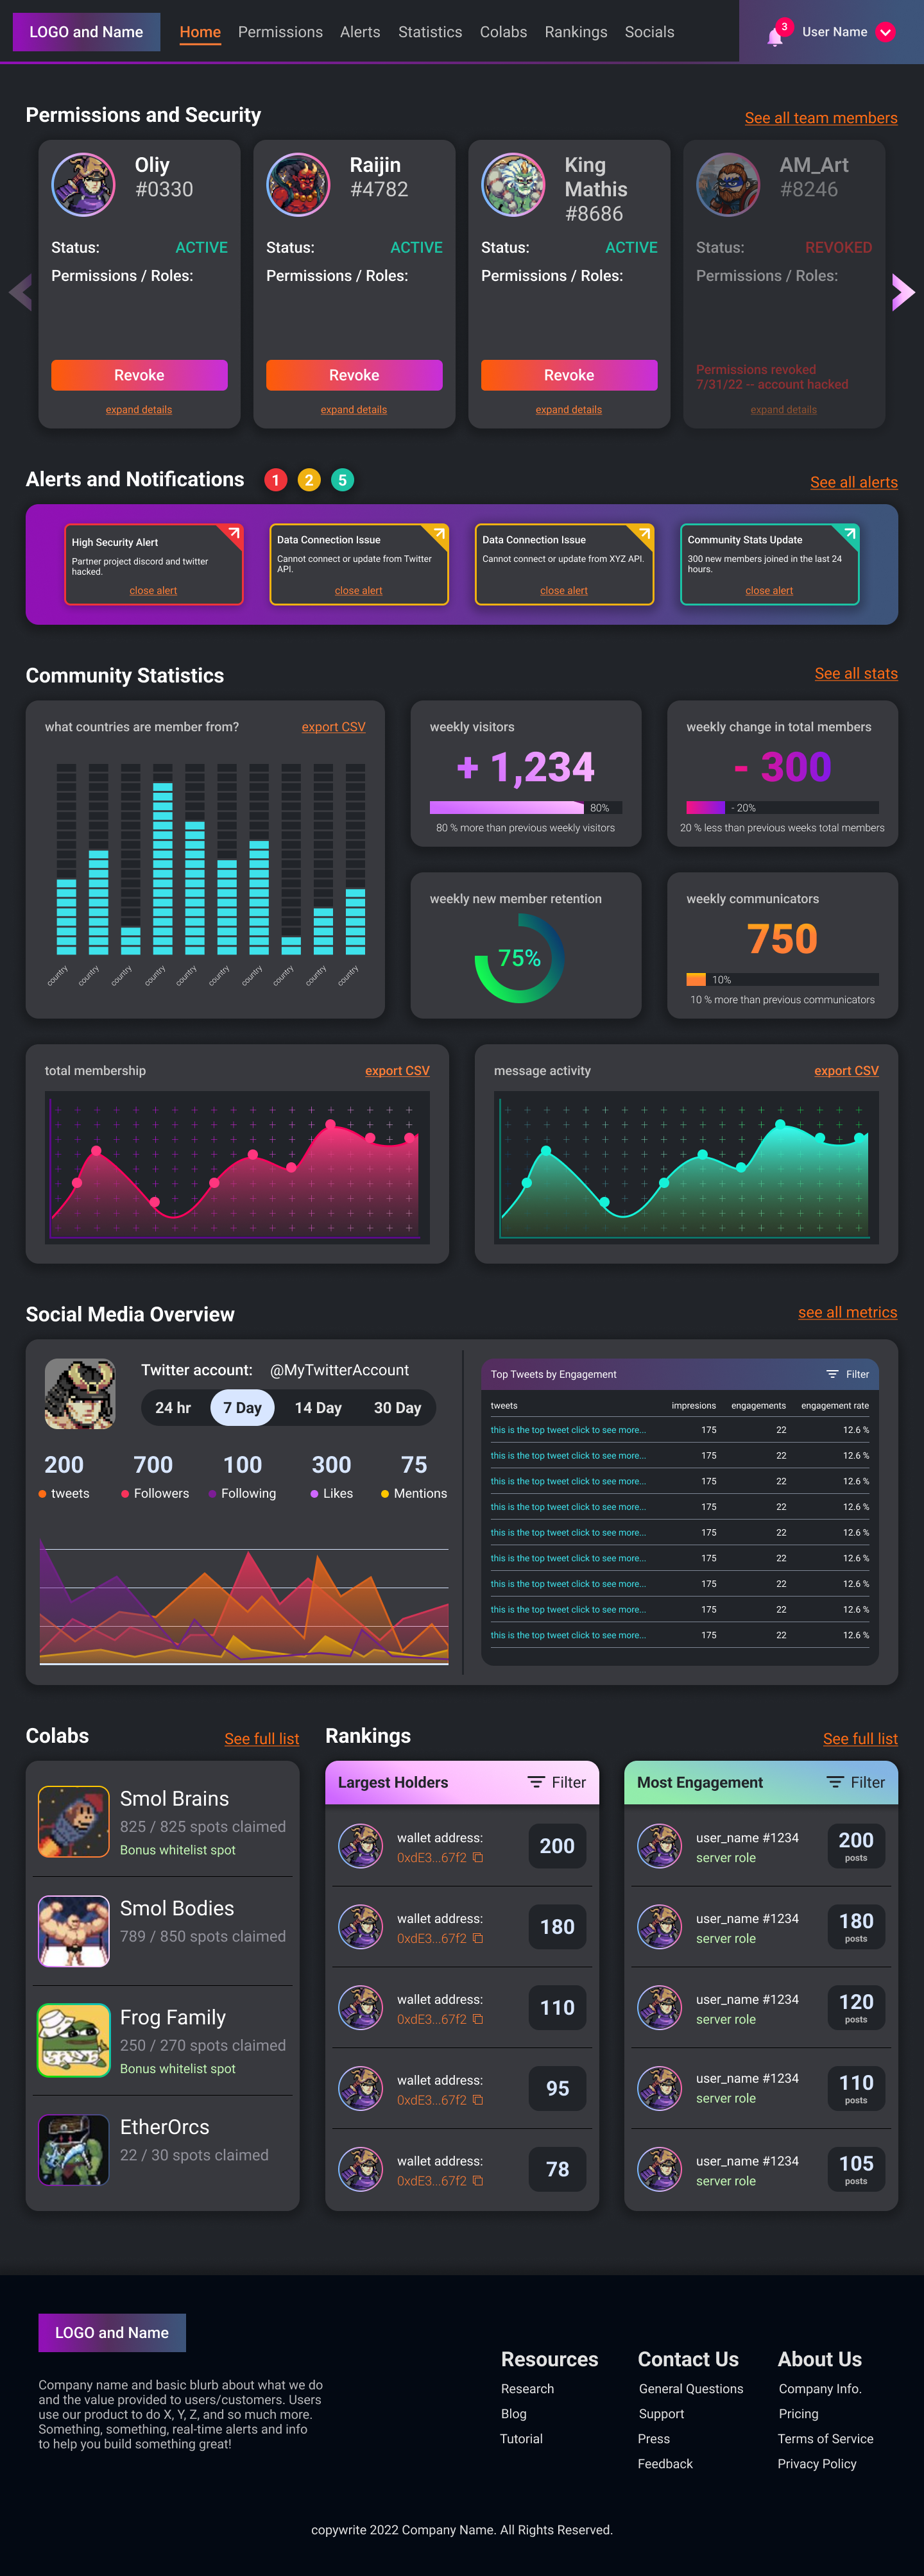 LOGO and Name
Home
Permissions
Alerts
Statistics
Colabs
Rankings
Socials
3
User Name
Permissions and Security
See all team members
Oliy
#0330
Status:
ACTIVE
Permissions / Roles:
Revoke
expand details
Raijin
#4782
Status:
ACTIVE
Permissions / Roles:
Revoke
expand details
King
Mathis
#8686
Status:
ACTIVE
Permissions / Roles:
Revoke
expand details
AM_Art
#8246
Status:
REVOKED
Permissions / Roles:
Permissions revoked
7/31/22 -- account hacked
expand details
Alerts and Notifications
1
2
5
See all alerts
High Security Alert
Partner project discord and twitter
hacked.
close alert
Data Connection Issue
Cannot connect or update from Twitter
API.
close alert
Data Connection Issue
Cannot connect or update from XYZ API.
close alert
Community Stats Update
300 new members joined in the last 24
hours.
close alert
Community Statistics
See all stats
what countries are member from?
export CSV
country
country
country
country
country
country
country
country
country
country
weekly visitors
+ 1,234
80%
80 % more than previous weekly visitors
weekly change in total members
- 300
- 20%
20 % less than previous weeks total members
weekly new member retention
75%
weekly communicators
750
10%
10 % more than previous communicators
total membership
export CSV
message activity
export CSV
Social Media Overview
see all metrics
Twitter account: @MyTwitterAccount
24 hr
7 Day
14 Day
30 Day
200
tweets
700
Followers
100
Following
300
Likes
75
Mentions
Top Tweets by Engagement
Filter
tweets impresions engagements engagement rate
this is the top tweet click to see more... 175 22 12.6 %
this is the top tweet click to see more... 175 22 12.6 %
this is the top tweet click to see more... 175 22 12.6 %
this is the top tweet click to see more... 175 22 12.6 %
this is the top tweet click to see more... 175 22 12.6 %
this is the top tweet click to see more... 175 22 12.6 %
this is the top tweet click to see more... 175 22 12.6 %
this is the top tweet click to see more... 175 22 12.6 %
this is the top tweet click to see more... 175 22 12.6 %
Colabs
See full list
Smol Brains
825 / 825 spots claimed
Bonus whitelist spot
Smol Bodies
789 / 850 spots claimed
Frog Family
250 / 270 spots claimed
Bonus whitelist spot
EtherOrcs
22 / 30 spots claimed
Rankings
See full list
Largest Holders
Filter
wallet address:
0xdE3...67f2
200
wallet address:
0xdE3...67f2
180
wallet address:
0xdE3...67f2
110
wallet address:
0xdE3...67f2
95
wallet address:
0xdE3...67f2
78
Most Engagement
Filter
user_name #1234
server role
200
posts
user_name #1234
server role
180
posts
user_name #1234
server role
120
posts
user_name #1234
server role
110
posts
user_name #1234
server role
105
posts
LOGO and Name
Company name and basic blurb about what we do
and the value provided to users/customers. Users
use our product to do X, Y, Z, and so much more.
Something, something, real-time alerts and info
to help you build something great!
Resources
Research
Blog
Tutorial
Contact Us
General Questions
Support
Press
Feedback
About Us
Company Info.
Pricing
Terms of Service
Privacy Policy
copywrite 2022 Company Name. All Rights Reserved.